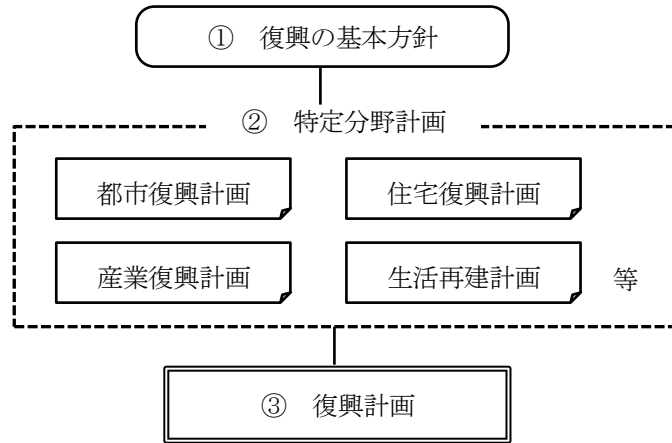 ① 復興の基本方針
② 特定分野計画
都市復興計画
住宅復興計画
産業復興計画
生活再建計画
等
③ 復興計画